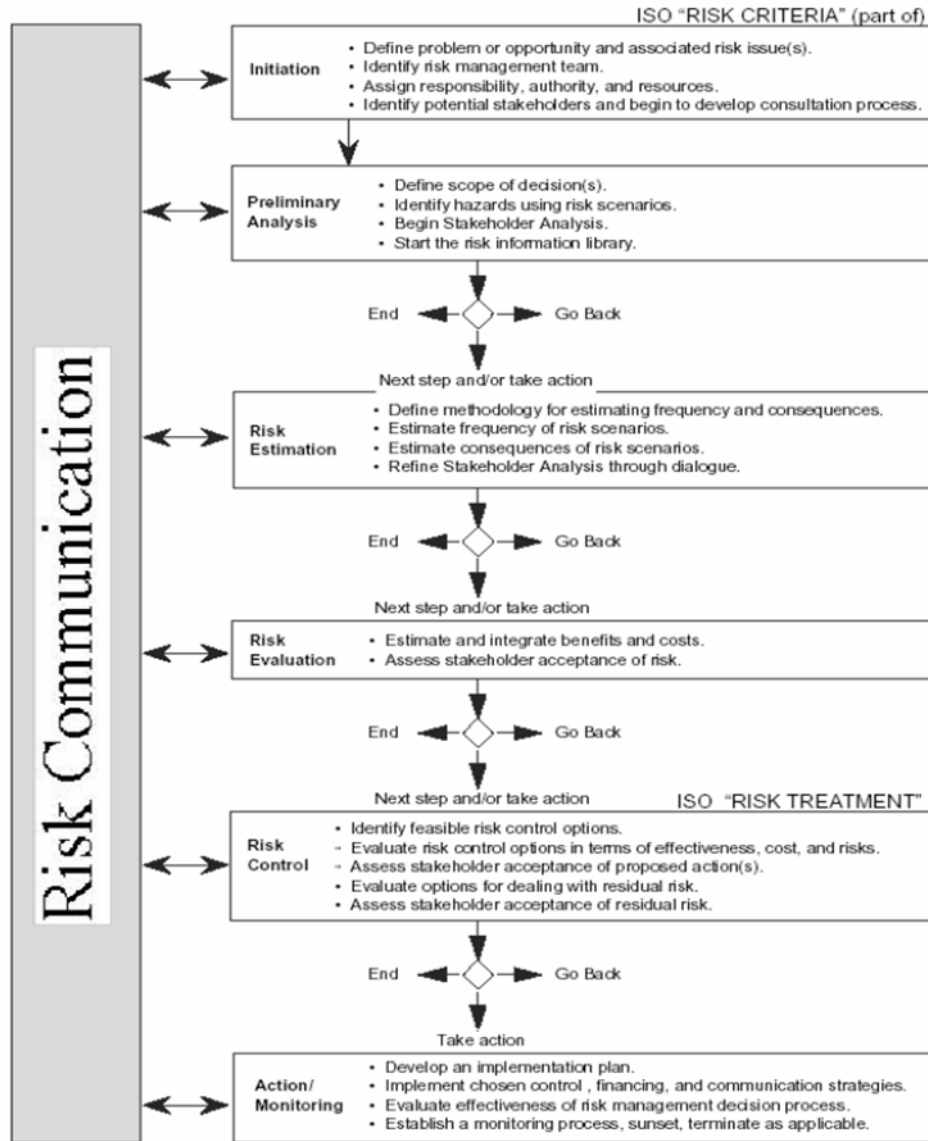 ISO "RISK CRITERIA" (part of)
Risk Communication
Initiation
• Define problem or opportunity and associated risk issue(s).
• Identify risk management team.
• Assign responsibility, authority, and resources.
• Identify potential stakeholders and begin to develop consultation process.
Preliminary
Analysis
• Define scope of decision(s).
• Identify hazards using risk scenarios.
• Begin Stakeholder Analysis.
• Start the risk information library.
End Go Back
Next step and/or take action
Risk
Estimation
• Define methodology for estimating frequency and consequences.
• Estimate frequency of risk scenarios.
• Estimate consequences of risk scenarios.
• Refine Stakeholder Analysis through dialogue.
End Go Back
Next step and/or take action
Risk
Evaluation
• Estimate and integrate benefits and costs.
• Assess stakeholder acceptance of risk.
End Go Back
Next step and/or take action
ISO "RISK TREATMENT"
Risk
Control
• Identify feasible risk control options.
- Evaluate risk control options in terms of effectiveness, cost, and risks.
- Assess stakeholder acceptance of proposed action(s).
• Evaluate options for dealing with residual risk.
• Assess stakeholder acceptance of residual risk.
End Go Back
Take action
Action/
Monitoring
• Develop an implementation plan.
• Implement chosen control , financing, and communication strategies.
• Evaluate effectiveness of risk management decision process.
• Establish a monitoring process, sunset, terminate as applicable.